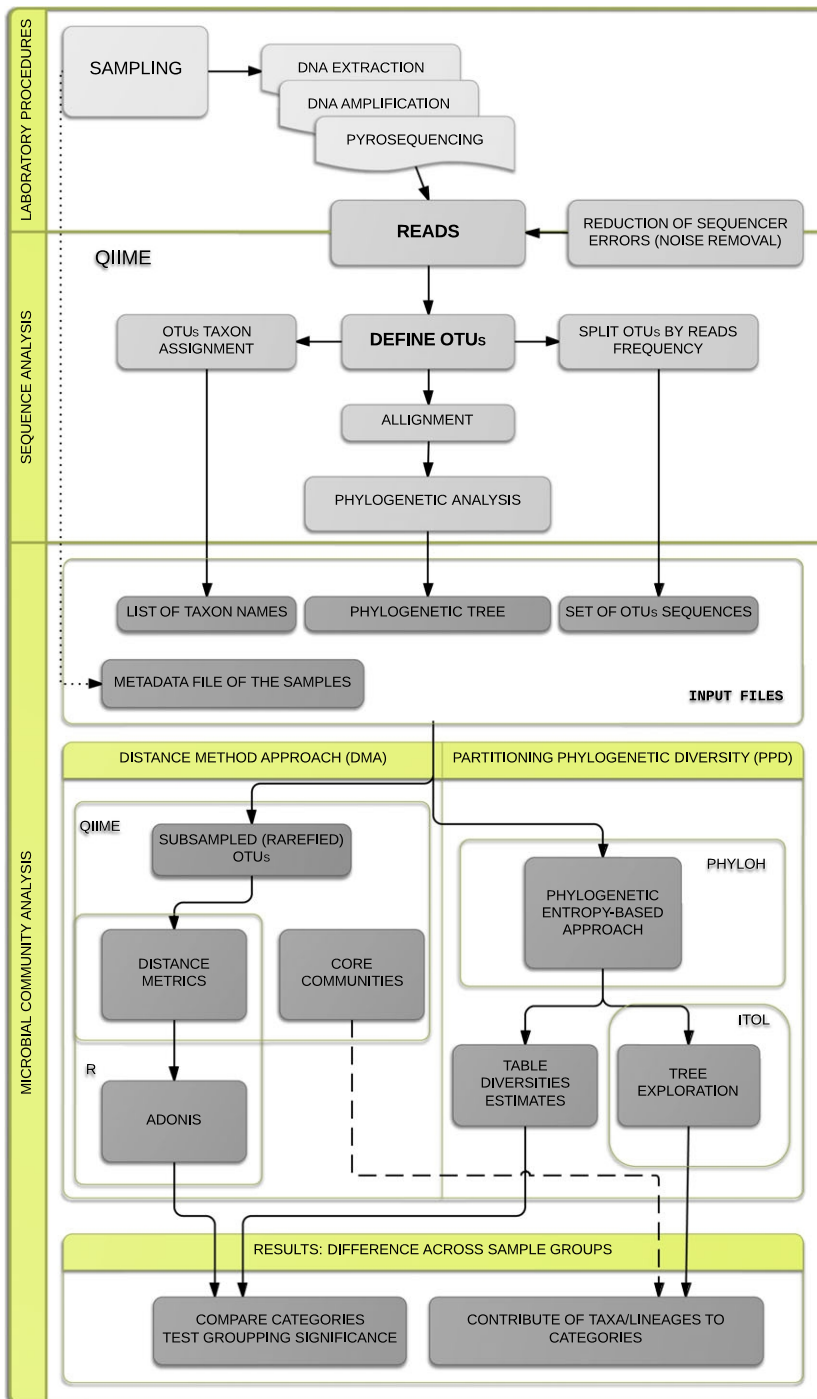 LABORATORY PROCEDURES
SAMPLING
DNA EXTRACTION
DNA AMPLIFICATION
PYROSEQUENCING
READS
REDUCTION OF SEQUENCER
ERRORS (NOISE REMOVAL)
SEQUENCE ANALYSIS
QIIME
OTUs TAXON
ASSIGNMENT
DEFINE OTUs
SPLIT OTUs BY READS
FREQUENCY
ALLIGNMENT
PHYLOGENETIC ANALYSIS
MICROBIAL COMMUNITY ANALYSIS
LIST OF TAXON NAMES
PHYLOGENETIC TREE
SET OF OTUs SEQUENCES
METADATA FILE OF THE SAMPLES
INPUT FILES
DISTANCE METHOD APPROACH (DMA)
PARTITIONING PHYLOGENETIC DIVERSITY (PPD)
QIIME
SUBSAMPLED (RAREFIED)
OTUs
PHYLOH
PHYLOGENETIC
ENTROPY-BASED
APPROACH
DISTANCE
METRICS
CORE
COMMUNITIES
ITOL
R
ADONIS
TABLE
DIVERSITIES
ESTIMATES
TREE
EXPLORATION
RESULTS: DIFFERENCE ACROSS SAMPLE GROUPS
COMPARE CATEGORIES
TEST GROUPPING SIGNIFICANCE
CONTRIBUTE OF TAXA/LINEAGES TO
CATEGORIES